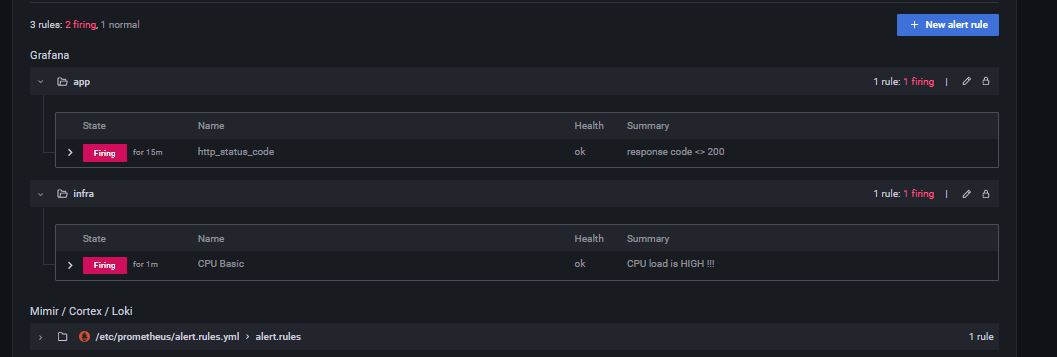 3 rules: 2 firing, 1 normal
+ New alert rule
Grafana
app
1 rule: 1 firing |
State Name Health Summary
Firing for 15m http_status_code ok response code <> 200
infra
1 rule: 1 firing |
State Name Health Summary
Firing for 1m CPU Basic ok CPU load is HIGH !!!
Mimir / Cortex / Loki
/etc/prometheus/alert.rules.yml > alert.rules 1 rule